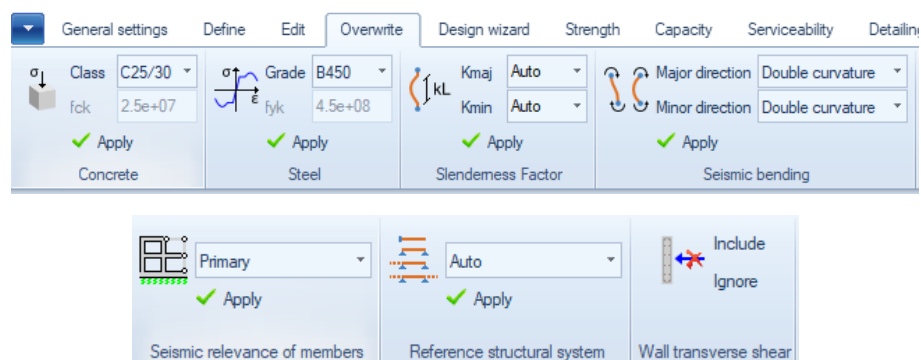 General settings Define Edit Overwrite Design wizard Strength Capacity Serviceability Detailing
σ Class C25/30 σ Grade B450 Kmaj Auto Major direction Double curvature
fck 2.5e+07 ε fyk 4.5e+08 kL Kmin Auto Minor direction Double curvature
Apply Apply Apply Apply
Concrete Steel Slenderness Factor Seismic bending
Primary Auto Include
Apply Apply Ignore
Seismic relevance of members Reference structural system Wall transverse shear